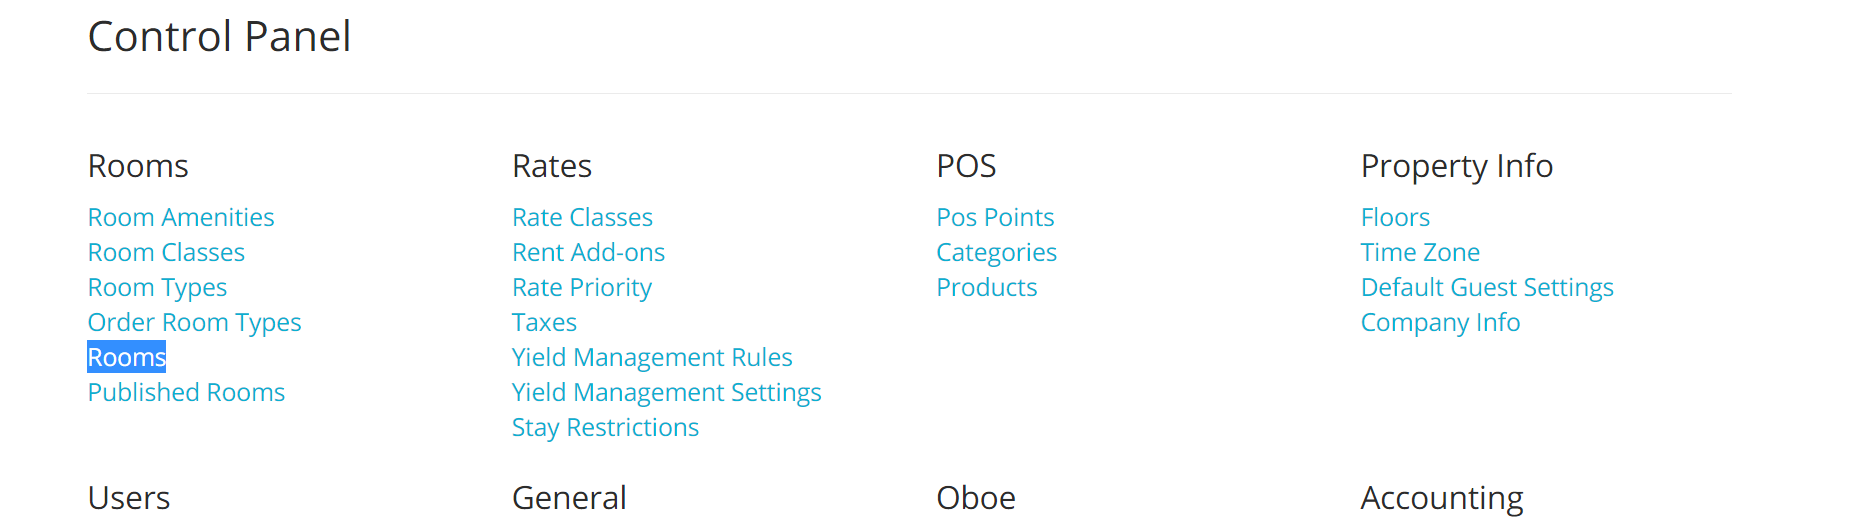 Control Panel
Rooms
Room Amenities
Room Classes
Room Types
Order Room Types
Rooms
Published Rooms
Rates
Rate Classes
Rent Add-ons
Rate Priority
Taxes
Yield Management Rules
Yield Management Settings
Stay Restrictions
POS
Pos Points
Categories
Products
Property Info
Floors
Time Zone
Default Guest Settings
Company Info
Users
General
Oboe
Accounting